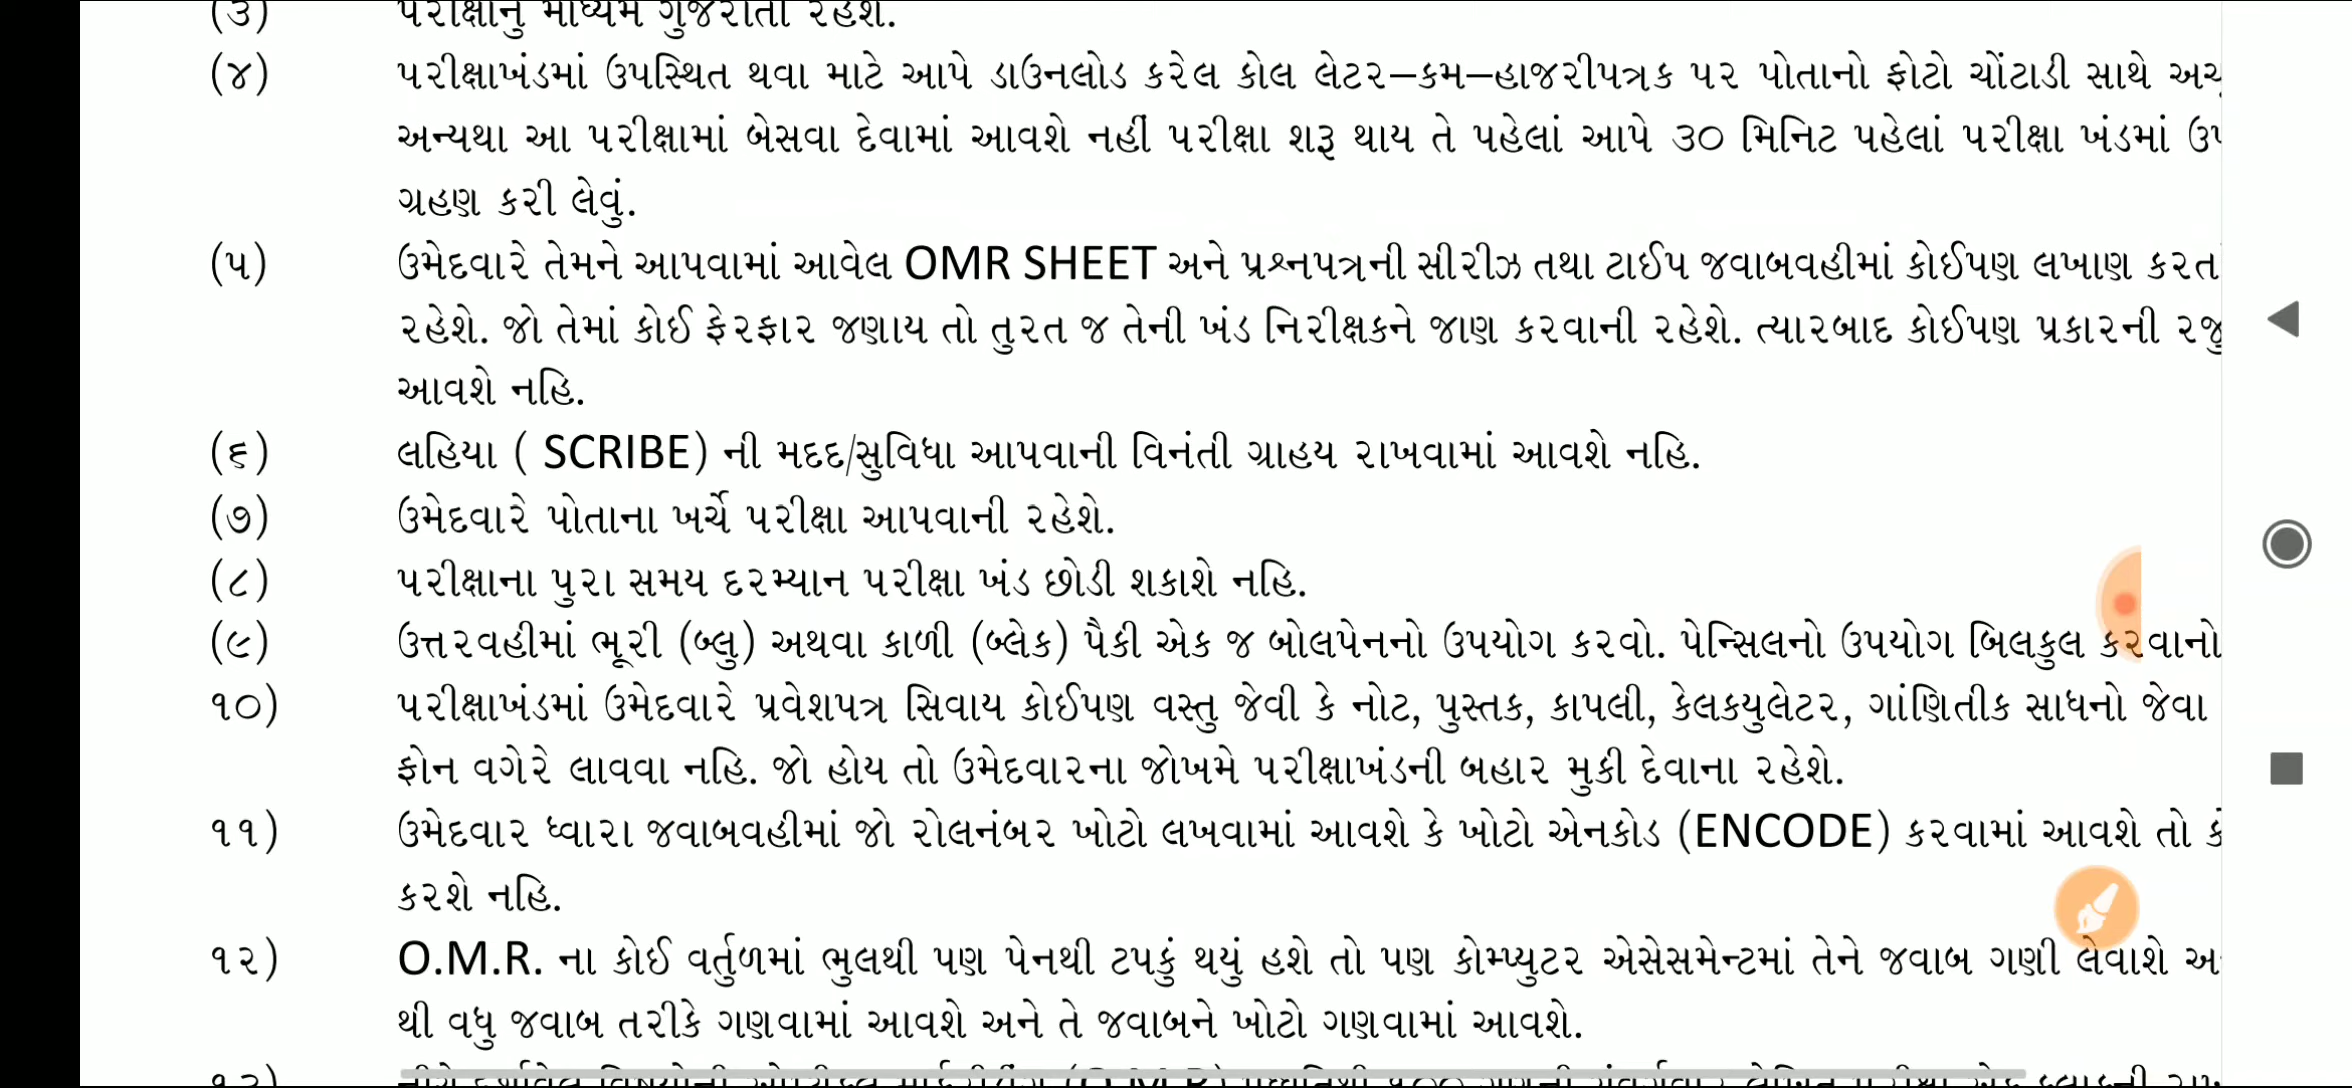 (૩) પરીક્ષાનું માધ્યમ ગુજરાતી રહેશે.
(૪) પરીક્ષાખંડમાં ઉપસ્થિત થવા માટે આપે ડાઉનલોડ કરેલ કોલ લેટર–કમ–હાજરીપત્રક પર પોતાનો ફોટો ચોંટાડી સાથે
અન્યથા આ પરીક્ષામાં બેસવા દેવામાં આવશે નહીં પરીક્ષા શરૂ થાય તે પહેલાં આપે ૩૦ મિનિટ પહેલાં પરીક્ષા ખંડમાં
ગ્રહણ કરી લેવું.
(૫) ઉમેદવારે તેમને આપવામાં આવેલ OMR SHEET અને પ્રશ્નપત્રની સીરીઝ તથા ટાઈપ જવાબવહીમાં કોઈપણ લખાણ
રહેશે. જો તેમાં કોઈ ફેરફાર જણાય તો તુરત જ તેની ખંડ નિરીક્ષકને જાણ કરવાની રહેશે. ત્યારબાદ કોઈપણ પ્રકારની
આવશે નહિ.
(૬) લહિયા ( SCRIBE) ની મદદ/સુવિધા આપવાની વિનંતી ગ્રાહય રાખવામાં આવશે નહિ.
(૭) ઉમેદવારે પોતાના ખર્ચે પરીક્ષા આપવાની રહેશે.
(૮) પરીક્ષાના પુરા સમય દરમ્યાન પરીક્ષા ખંડ છોડી શકાશે નહિ.
(૯) ઉત્તરવહીમાં ભૂરી (બ્લુ) અથવા કાળી (બ્લેક) પૈકી એક જ બોલપેનનો ઉપયોગ કરવો. પેન્સિલનો ઉપયોગ બિલકુલ કરવાનો
૧૦) પરીક્ષાખંડમાં ઉમેદવારે પ્રવેશપત્ર સિવાય કોઈપણ વસ્તુ જેવી કે નોટ, પુસ્તક, કાપલી, કેલકયુલેટર, ગાંણિતીક સાધનો જેવા
ફોન વગેરે લાવવા નહિ. જો હોય તો ઉમેદવારના જોખમે પરીક્ષાખંડની બહાર મુકી દેવાના રહેશે.
૧૧) ઉમેદવાર ધ્વારા જવાબવહીમાં જો રોલનંબર ખોટો લખવામાં આવશે કે ખોટો એનકોડ (ENCODE) કરવામાં આવશે તો
કરશે નહિ.
૧૨) O.M.R. ના કોઈ વર્તુળમાં ભુલથી પણ પેનથી ટપકું થયું હશે તો પણ કોમ્પ્યુટર એસેસમેન્ટમાં તેને જવાબ ગણી લેવાશે
થી વધુ જવાબ તરીકે ગણવામાં આવશે અને તે જવાબને ખોટો ગણવામાં આવશે.